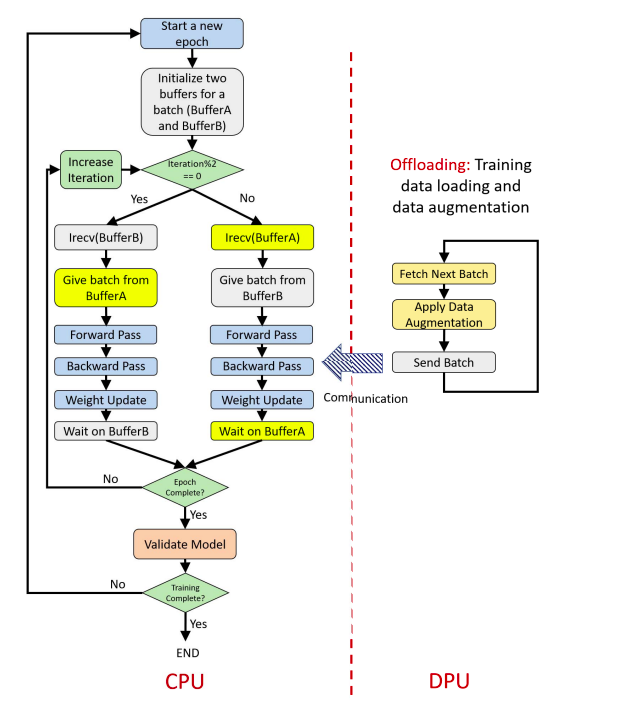 Start a new
epoch
Initialize two
buffers for a
batch (BufferA
and BufferB)
Increase
Iteration
Iteration%2
== 0
Yes
No
Irecv(BufferB)
Irecv(BufferA)
Give batch from
BufferA
Give batch from
BufferB
Forward Pass
Forward Pass
Backward Pass
Backward Pass
Weight Update
Weight Update
Wait on BufferB
Wait on BufferA
Epoch
Complete?
No
Yes
Validate Model
Training
Complete?
No
Yes
END
CPU
Offloading: Training
data loading and
data augmentation
Fetch Next Batch
Apply Data
Augmentation
Send Batch
Communication
DPU